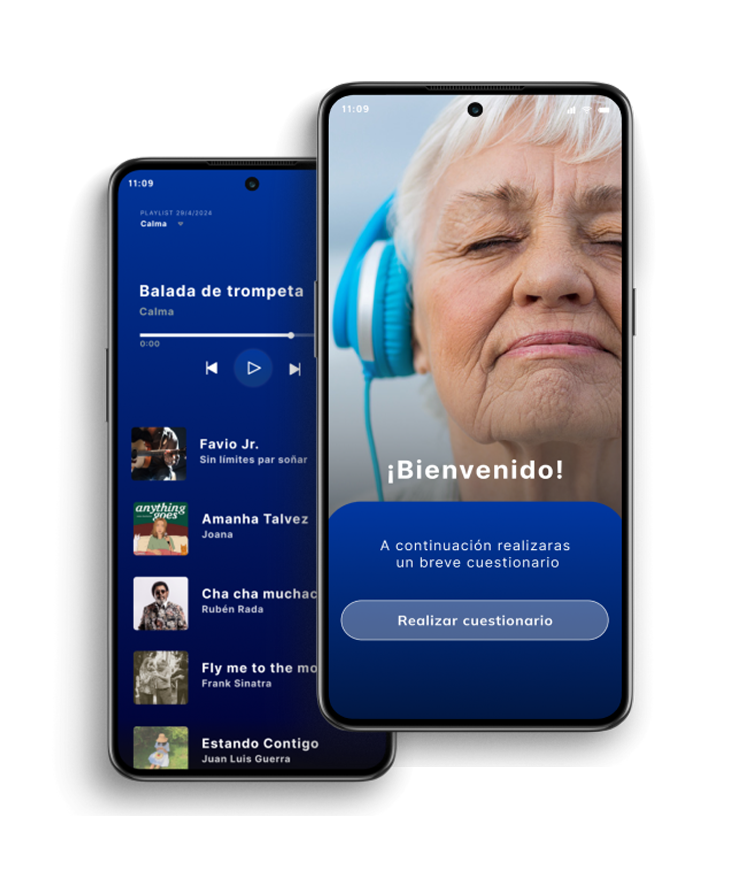 11:09
PLAYLIST 29/4/2024
Calma
Balada de trompeta
Calma
0:00
Favio Jr.
Sin límites par soñar
anything
goes
Amanha Talvez
Joana
Cha cha muchac
Rubén Rada
Fly me to the mo
Frank Sinatra
Estando Contigo
Juan Luis Guerra
11:09
¡Bienvenido!
A continuación realizaras
un breve cuestionario
Realizar cuestionario